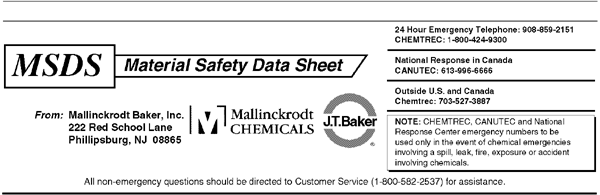 MSDS
Material Safety Data Sheet
From: Mallinckrodt Baker, Inc.
222 Red School Lane
Phillipsburg, NJ 08865
M
Mallinckrodt
CHEMICALS
J.T.Baker
®
24 Hour Emergency Telephone: 908-859-2151
CHEMTREC: 1-800-424-9300
National Response in Canada
CANUTEC: 613-996-6666
Outside U.S. and Canada
Chemtrec: 703-527-3887
NOTE: CHEMTREC, CANUTEC and National
Response Center emergency numbers to be
used only in the event of chemical emergencies
involving a spill, leak, fire, exposure or accident
involving chemicals.
All non-emergency questions should be directed to Customer Service (1-800-582-2537) for assistance.